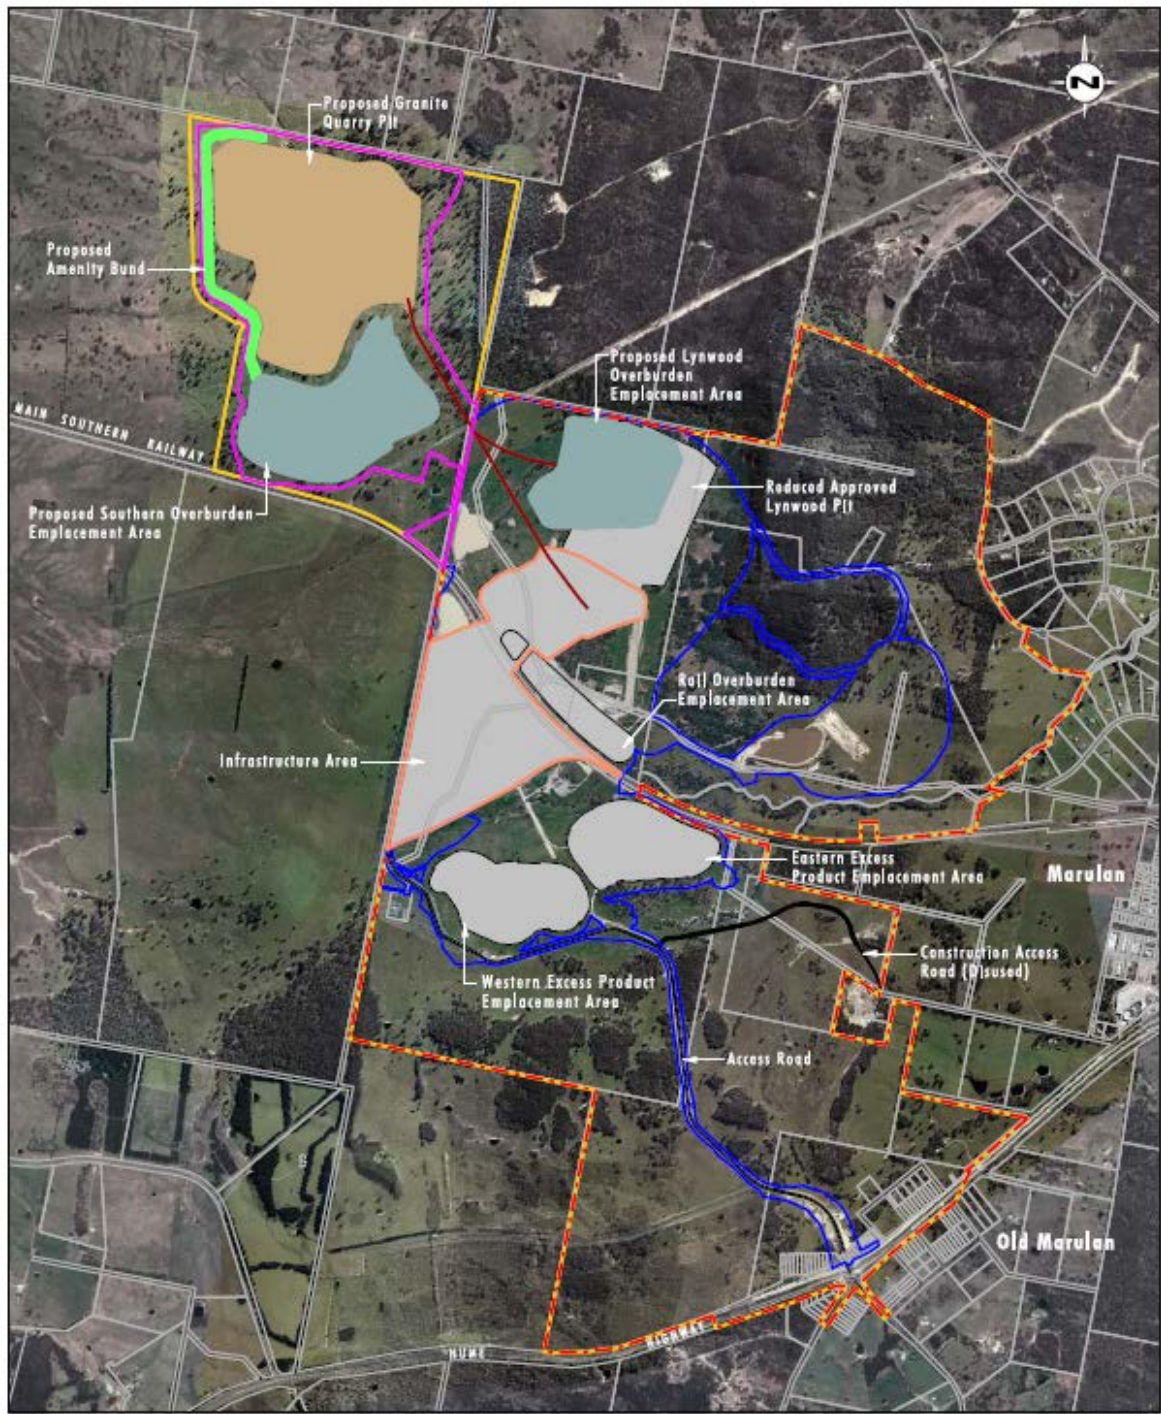 N
Proposed Granite
Quarry Pit
Proposed
Amenity Bund
Proposed Lynwood
Overburden
Emplacement Area
MAIN SOUTHERN RAILWAY
Reduced Approved
Lynwood Pit
Proposed Southern Overburden
Emplacement Area
Rail Overburden
Emplacement Area
Infrastructure Area
Eastern Excess
Product Emplacement Area
Marulan
Construction Access
Road (Disused)
Western Excess Product
Emplacement Area
Access Road
Old Marulan
HUME HIGHWAY